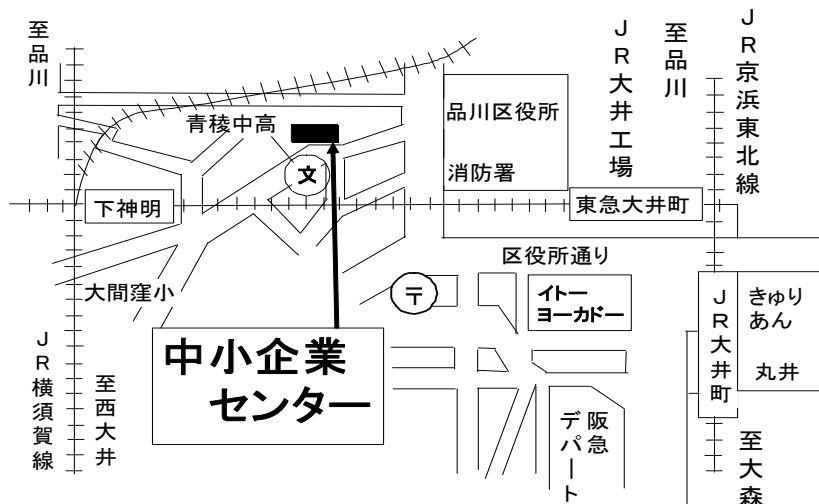 至品川
JR大井工場
至品川
JR京浜東北線
青稜中高
品川区役所
消防署
文
下神明
東急大井町
区役所通り
大間窪小
〒
イトー
ヨーカドー
JR大井町
きゅり
あん
丸井
中小企業
センター
JR横須賀線
至西大井
阪急
デパート
至大森